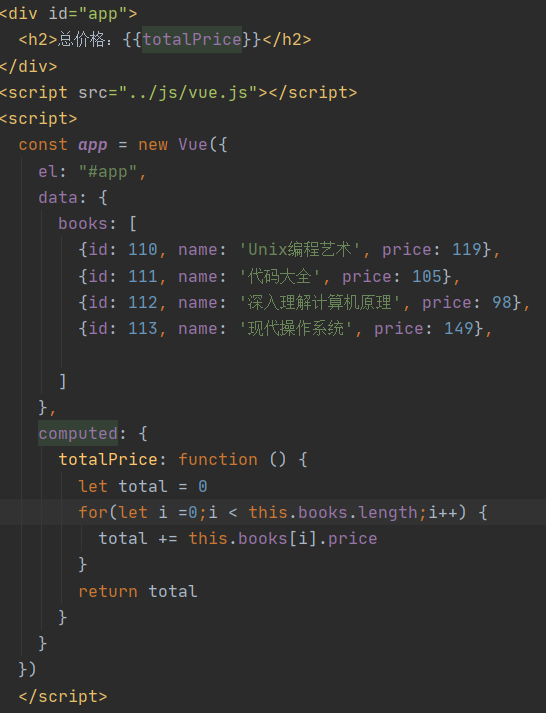 <div id="app">
  <h2>总价格：{{totalPrice}}</h2>
</div>
<script src="../js/vue.js"></script>
<script>
  const app = new Vue({
    el: "#app",
    data: {
      books: [
        {id: 110, name: 'Unix编程艺术', price: 119},
        {id: 111, name: '代码大全', price: 105},
        {id: 112, name: '深入理解计算机原理', price: 98},
        {id: 113, name: '现代操作系统', price: 149},
      ]
    },
    computed: {
      totalPrice: function () {
        let total = 0
        for(let i =0;i < this.books.length;i++) {
          total += this.books[i].price
        }
        return total
      }
    }
  })
  </script>